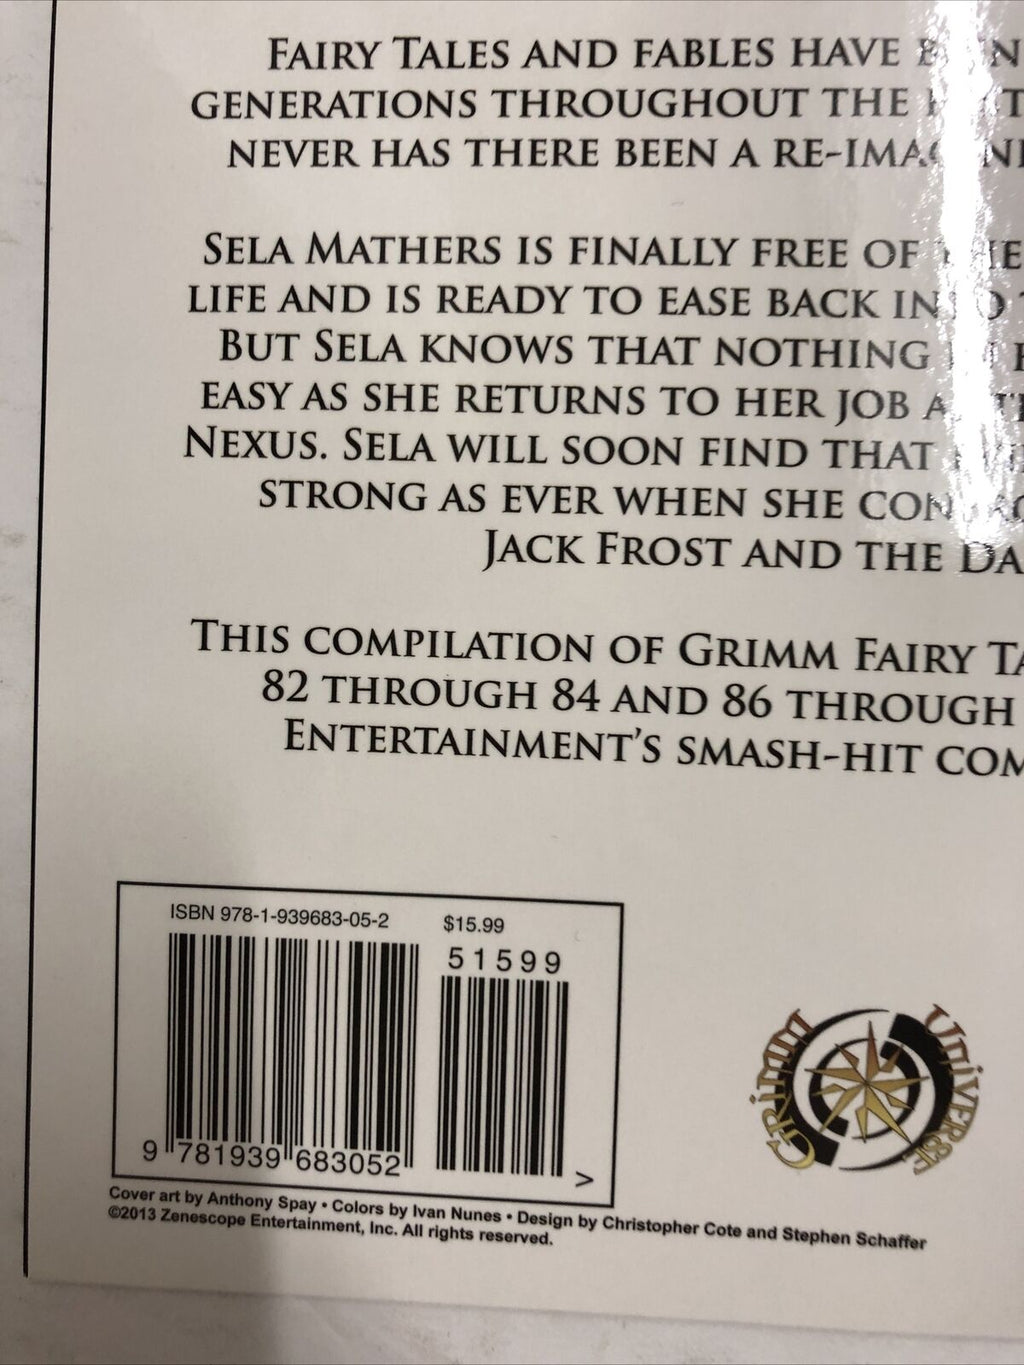 FAIRY TALES AND FABLES HAVE
GENERATIONS THROUGHOUT THE
NEVER HAS THERE BEEN A
SELA MATHERS IS FINALLY FREE OF
LIFE AND IS READY TO EASE BACK
BUT SELA KNOWS THAT NOTHING
EASY AS SHE RETURNS TO HER JOB
NEXUS. SELA WILL SOON FIND THAT
STRONG AS EVER WHEN SHE
JACK FROST AND THE
THIS COMPILATION OF GRIMM FAIRY
82 THROUGH 84 AND 86 THROUGH
ENTERTAINMENT'S SMASH-HIT
ISBN 978-1-939683-05-2 $15.99
51599
9 781939 683052 >
GRIMM UNIVERSE
Cover art by Anthony Spay • Colors by Ivan Nunes • Design by Christopher Cote and Stephen Schaffer
©2013 Zenescope Entertainment, Inc. All rights reserved.